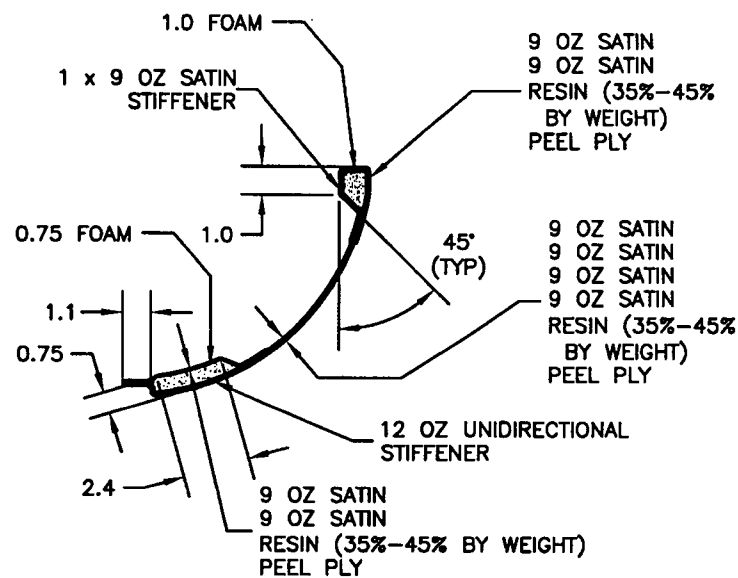 1.0 FOAM
1 x 9 OZ SATIN
STIFFENER
9 OZ SATIN
9 OZ SATIN
RESIN (35%-45%
BY WEIGHT)
PEEL PLY
1.0
45°
(TYP)
0.75 FOAM
1.1
0.75
9 OZ SATIN
9 OZ SATIN
9 OZ SATIN
9 OZ SATIN
RESIN (35%-45%
BY WEIGHT)
PEEL PLY
12 OZ UNIDIRECTIONAL
STIFFENER
2.4
9 OZ SATIN
9 OZ SATIN
RESIN (35%-45% BY WEIGHT)
PEEL PLY